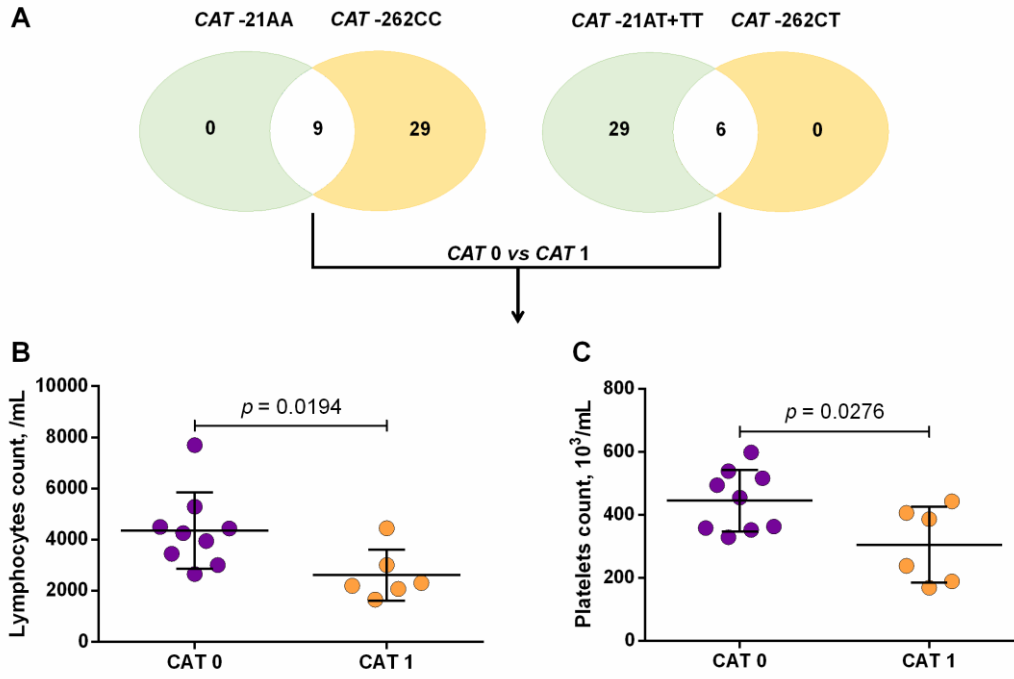 A
CAT -21AA
CAT -262CC
CAT -21AT+TT
CAT -262CT
0
9
29
29
6
0
CAT 0 vs CAT 1
B
Lymphocytes count, /mL
10000
8000
6000
4000
2000
0
p = 0.0194
CAT 0
CAT 1
C
Platelets count, 10³/mL
800
600
400
200
0
p = 0.0276
CAT 0
CAT 1